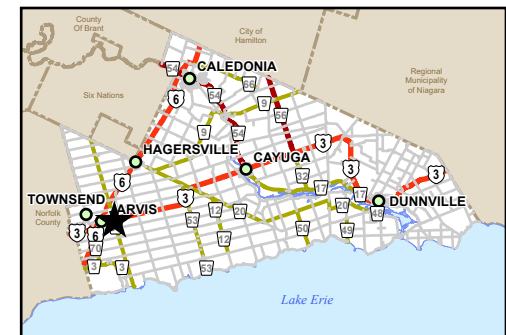 County
Of Brant
City of
Hamilton
Regional
Municipality
of Niagara
Six Nations
Norfolk
County
CALEDONIA
HAGERSVILLE
CAYUGA
TOWNSEND
ARVIS
DUNNVILLE
Lake Erie
54
6
54
66
9
56
9
54
3
3
3
6
32
17
17
3
53
12
20
20
48
3
6
70
12
50
49
3
3
53